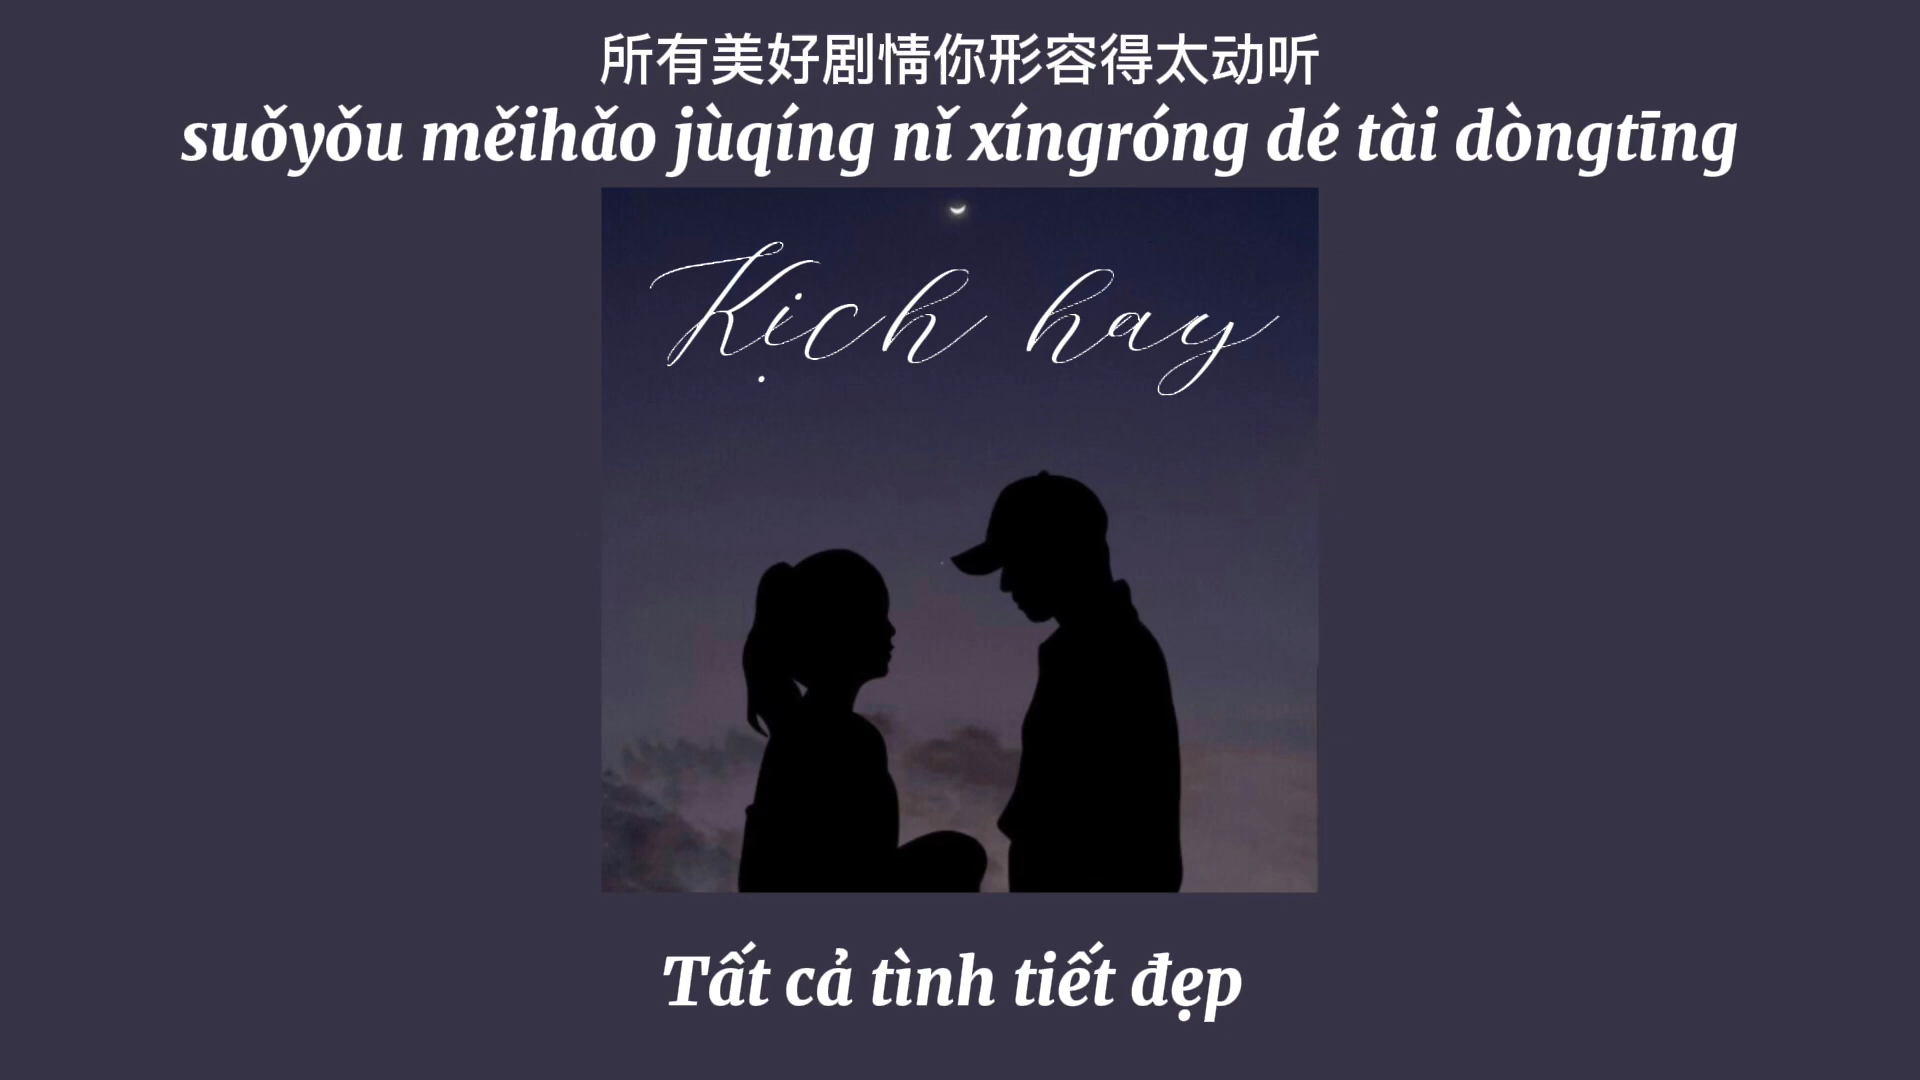 所有美好剧情你形容得太动听
suǒyǒu měihǎo jùqíng nǐ xíngróng dé tài dòngtīng
Kịch hay
Tất cả tình tiết đẹp